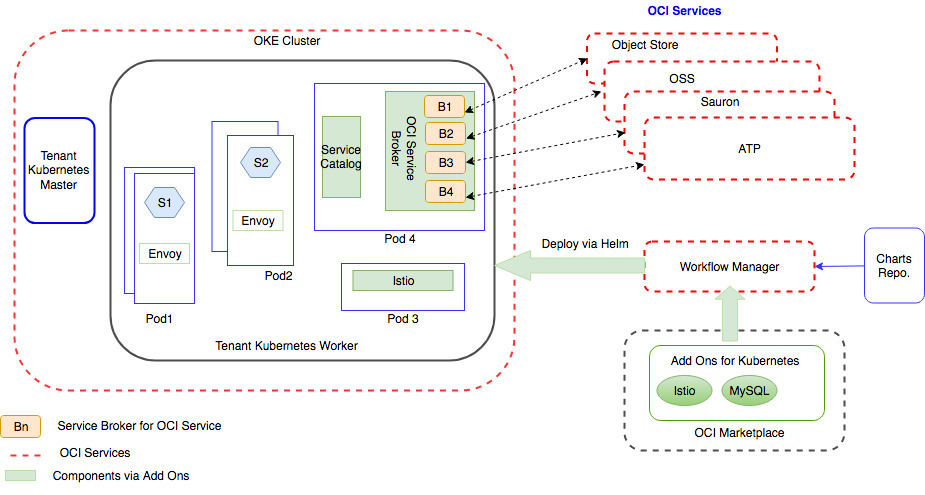 OCI Services
OKE Cluster
Object Store
OSS
Sauron
ATP
Tenant
Kubernetes
Master
S1
Envoy
Pod1
S2
Envoy
Pod2
Service
Catalog
OCI Service
Broker
B1
B2
B3
B4
Pod 4
Istio
Pod 3
Tenant Kubernetes Worker
Deploy via Helm
Workflow Manager
Charts
Repo.
Add Ons for Kubernetes
Istio
MySQL
OCI Marketplace
Bn
Service Broker for OCI Service
OCI Services
Components via Add Ons